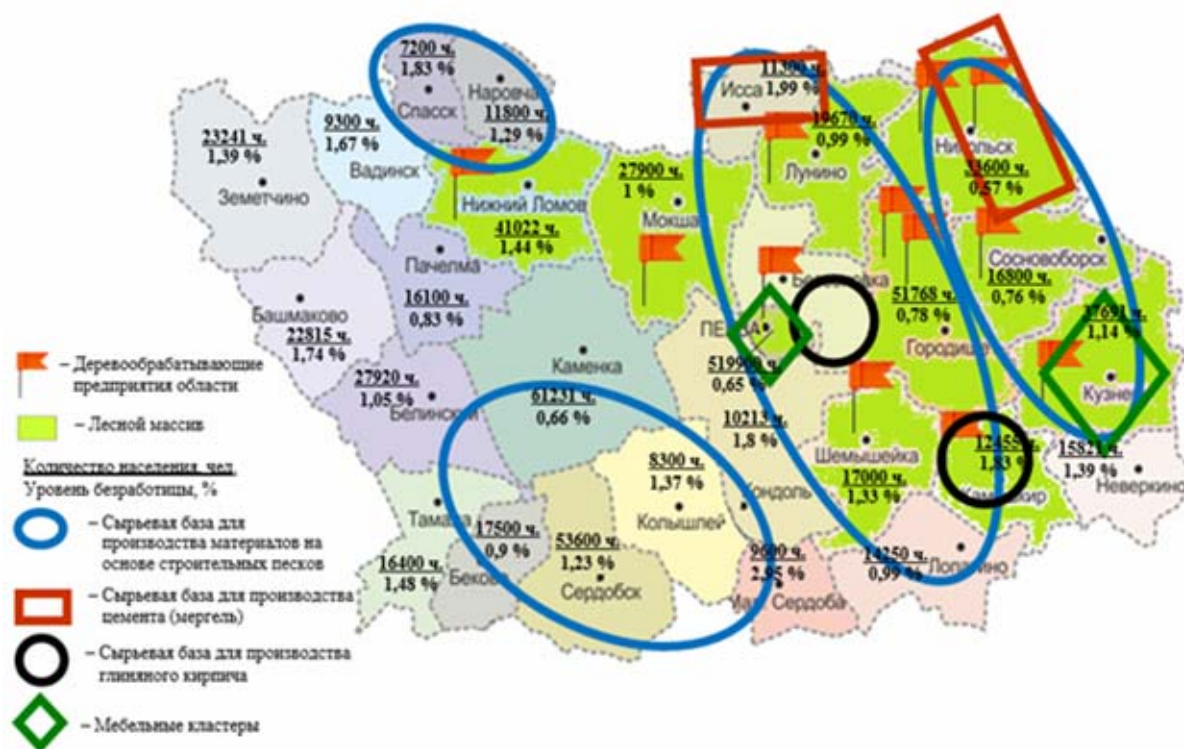 7200 ч.
1,83 %
Спасск
Наровча
11800 ч.
1,29 %
11300 ч.
1,99 %
Исса
23241 ч.
1,39 %
Земетчино
9300 ч.
1,67 %
Вадинск
Нижний Ломов
41022 ч.
1,44 %
27900 ч.
1 %
Мокша
19670 ч.
0,99 %
Лунино
Никольск
33600 ч.
0,57 %
Сосновоборск
16800 ч.
0,76 %
Пачелма
16100 ч.
0,83 %
Башмаково
22815 ч.
1,74 %
Каменка
61231 ч.
0,66 %
27920 ч.
1,05 %
Белинский
519900 ч.
0,65 %
51768 ч.
0,78 %
Городище
37691 ч.
1,14 %
Кузне
10213 ч.
1,8 %
Шемышейка
17000 ч.
1,33 %
1,83 %
15821 ч.
1,39 %
Неверкино
8300 ч.
1,37 %
Колышлей
Тамала
16400 ч.
1,48 %
17500 ч.
0,9 %
Беково
53600 ч.
1,23 %
Сердобск
9600 ч.
2,95 %
Сердоба
14250 ч.
0,99 %
– Деревообрабатывающие
предприятия области
– Лесной массив
Количество населения, чел.
Уровень безработицы, %
– Сырьевая база для
производства материалов на
основе строительных песков
– Сырьевая база для производства
цемента (мергель)
– Сырьевая база для производства
глиняного кирпича
– Мебельные кластеры